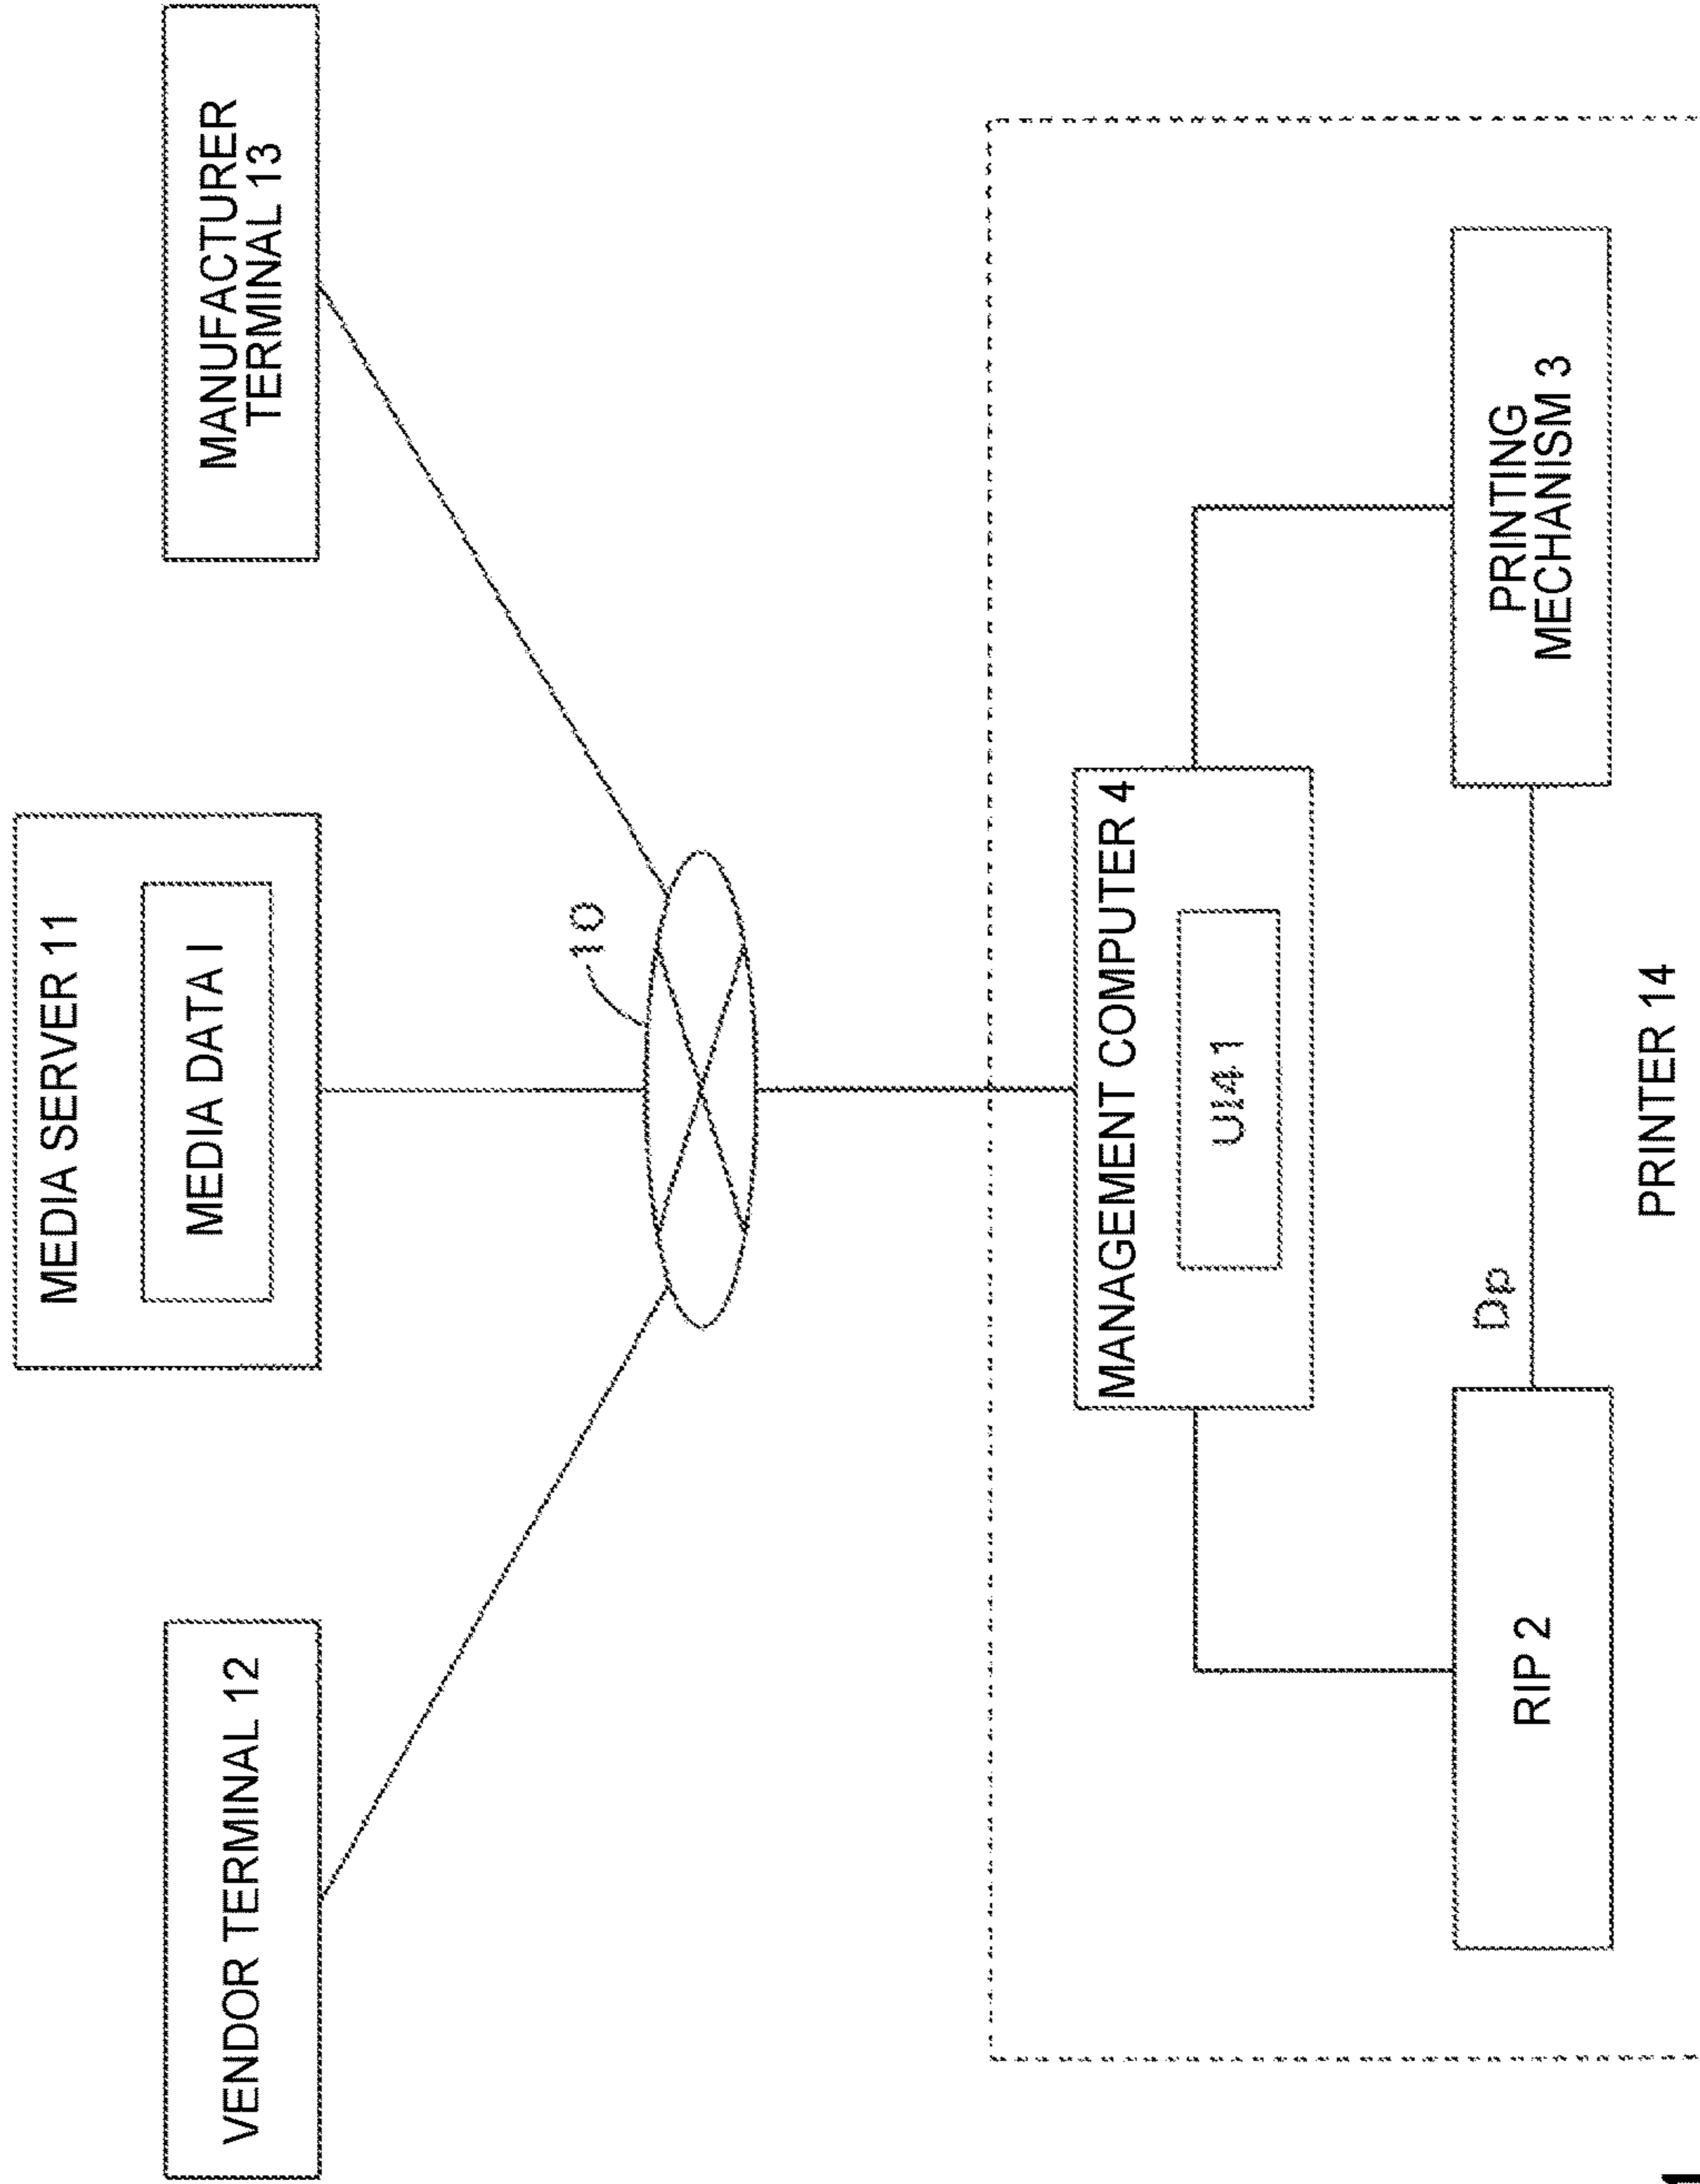 MEDIA SERVER 11
MEDIA DATA I
VENDOR TERMINAL 12
MANUFACTURER
TERMINAL 13
10
MANAGEMENT COMPUTER 4
UI41
Dp
RIP 2
PRINTING
MECHANISM 3
PRINTER 14